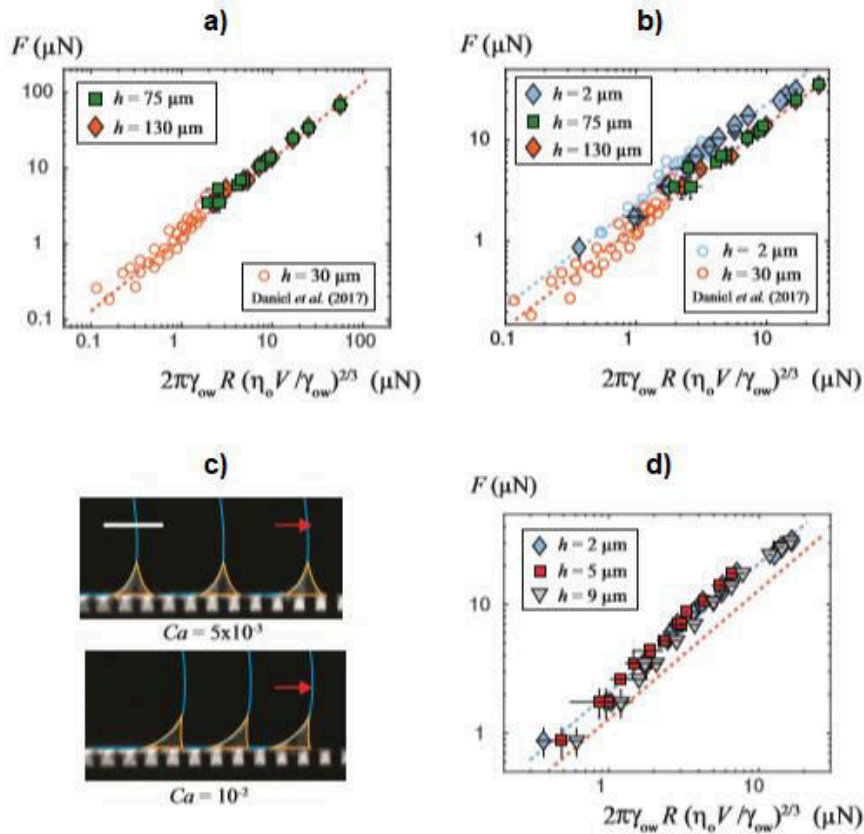 a)
F (μN)
100
10
1
0.1
h = 75 μm
h = 130 μm
h = 30 μm
Daniel et al. (2017)
0.1 1 10 100
2πγow R (ηoV/γow)2/3 (μN)
b)
F (μN)
10
1
h = 2 μm
h = 75 μm
h = 130 μm
h = 2 μm
h = 30 μm
Daniel et al. (2017)
0.1 1 10
2πγow R (ηoV/γow)2/3 (μN)
c)
Ca = 5x10-3
Ca = 10-2
d)
F (μN)
10
1
h = 2 μm
h = 5 μm
h = 9 μm
1 10
2πγow R (ηoV/γow)2/3 (μN)